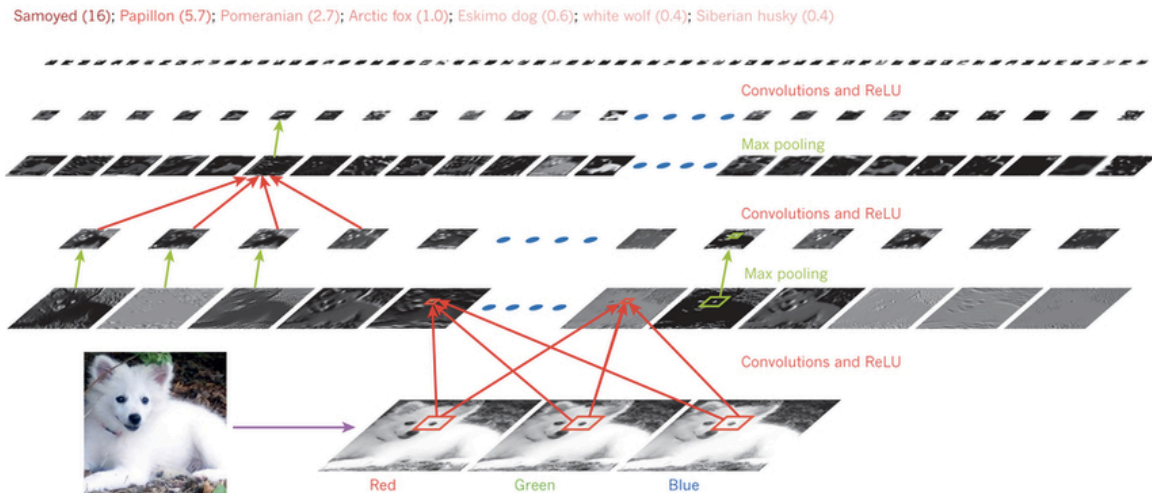 Samoyed (16); Papillon (5.7); Pomeranian (2.7); Arctic fox (1.0); Eskimo dog (0.6); white wolf (0.4); Siberian husky (0.4)
Convolutions and ReLU
Max pooling
Convolutions and ReLU
Max pooling
Convolutions and ReLU
Red Green Blue